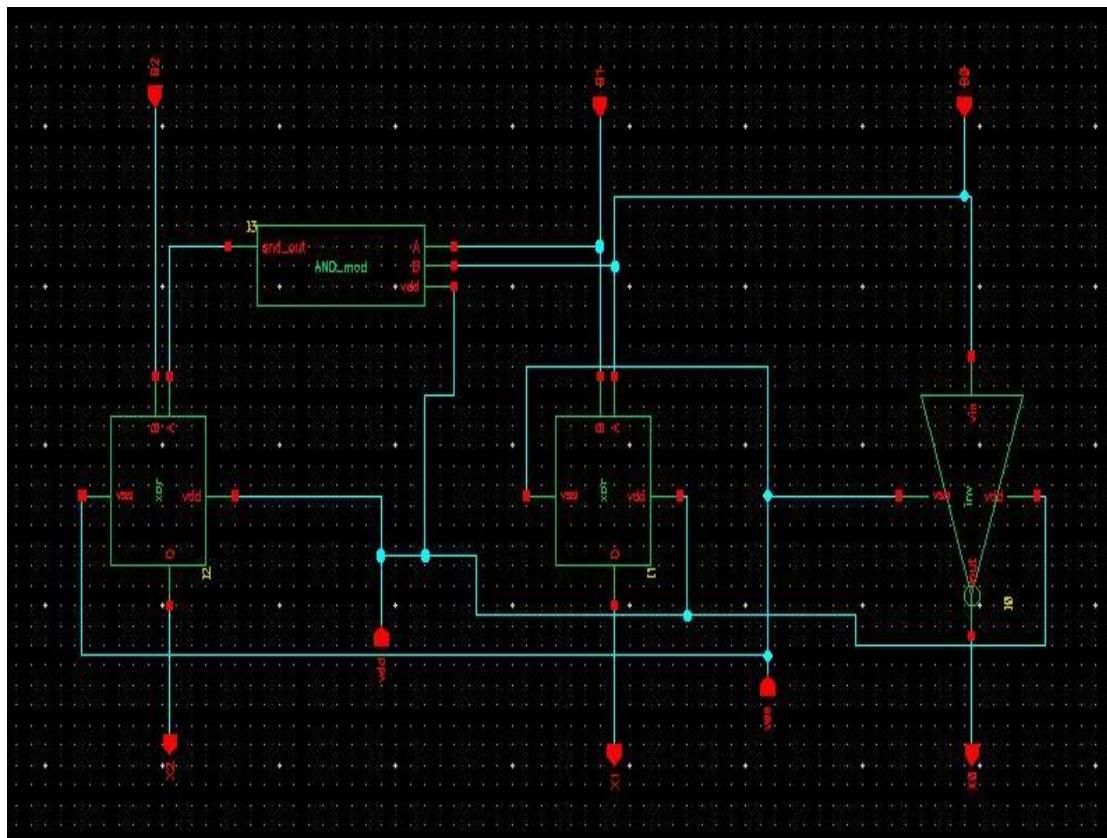 B2
B1
B0
I3
and_out
A
AND_mod
B
vdd
B
A
vss
xor
vdd
O
I2
B
A
vss
xor
vdd
O
I1
vin
vss
inv
vdd
out
I0
vdd
vss
X2
X1
X0